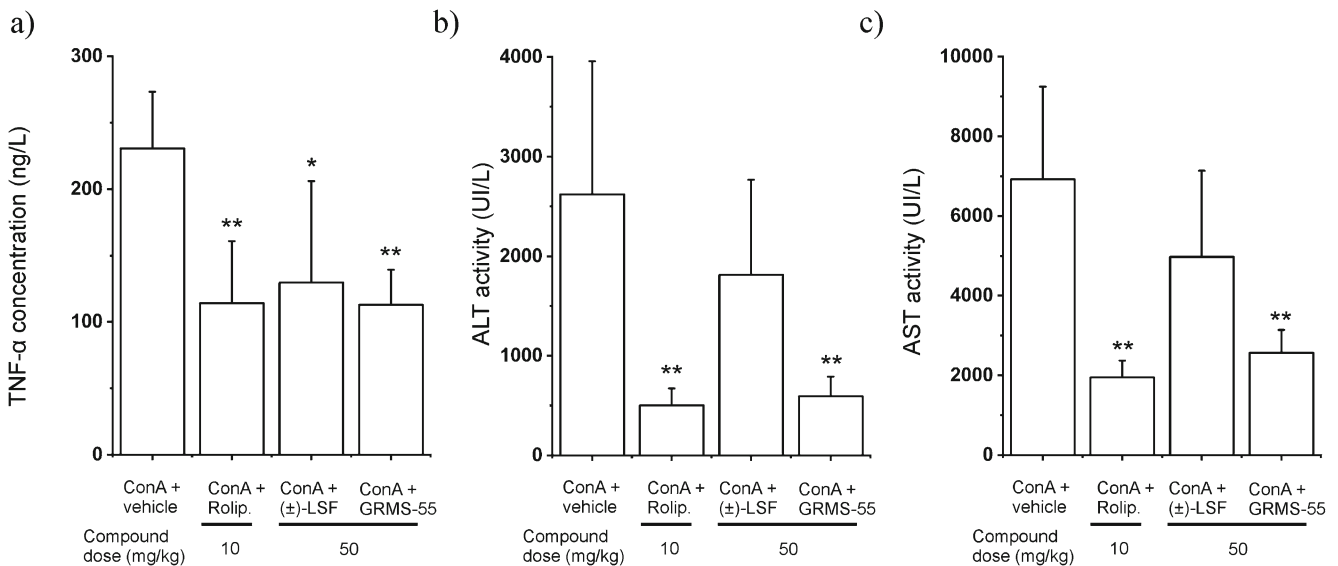 a)
TNF-α concentration (ng/L)
300
200
100
0
**
*
**
ConA + vehicle
ConA + Rolip.
ConA + (±)-LSF
ConA + GRMS-55
Compound dose (mg/kg)
10
50
b)
ALT activity (UI/L)
4000
3000
2000
1000
0
**
**
ConA + vehicle
ConA + Rolip.
ConA + (±)-LSF
ConA + GRMS-55
Compound dose (mg/kg)
10
50
c)
AST activity (UI/L)
10000
8000
6000
4000
2000
0
**
**
ConA + vehicle
ConA + Rolip.
ConA + (±)-LSF
ConA + GRMS-55
Compound dose (mg/kg)
10
50